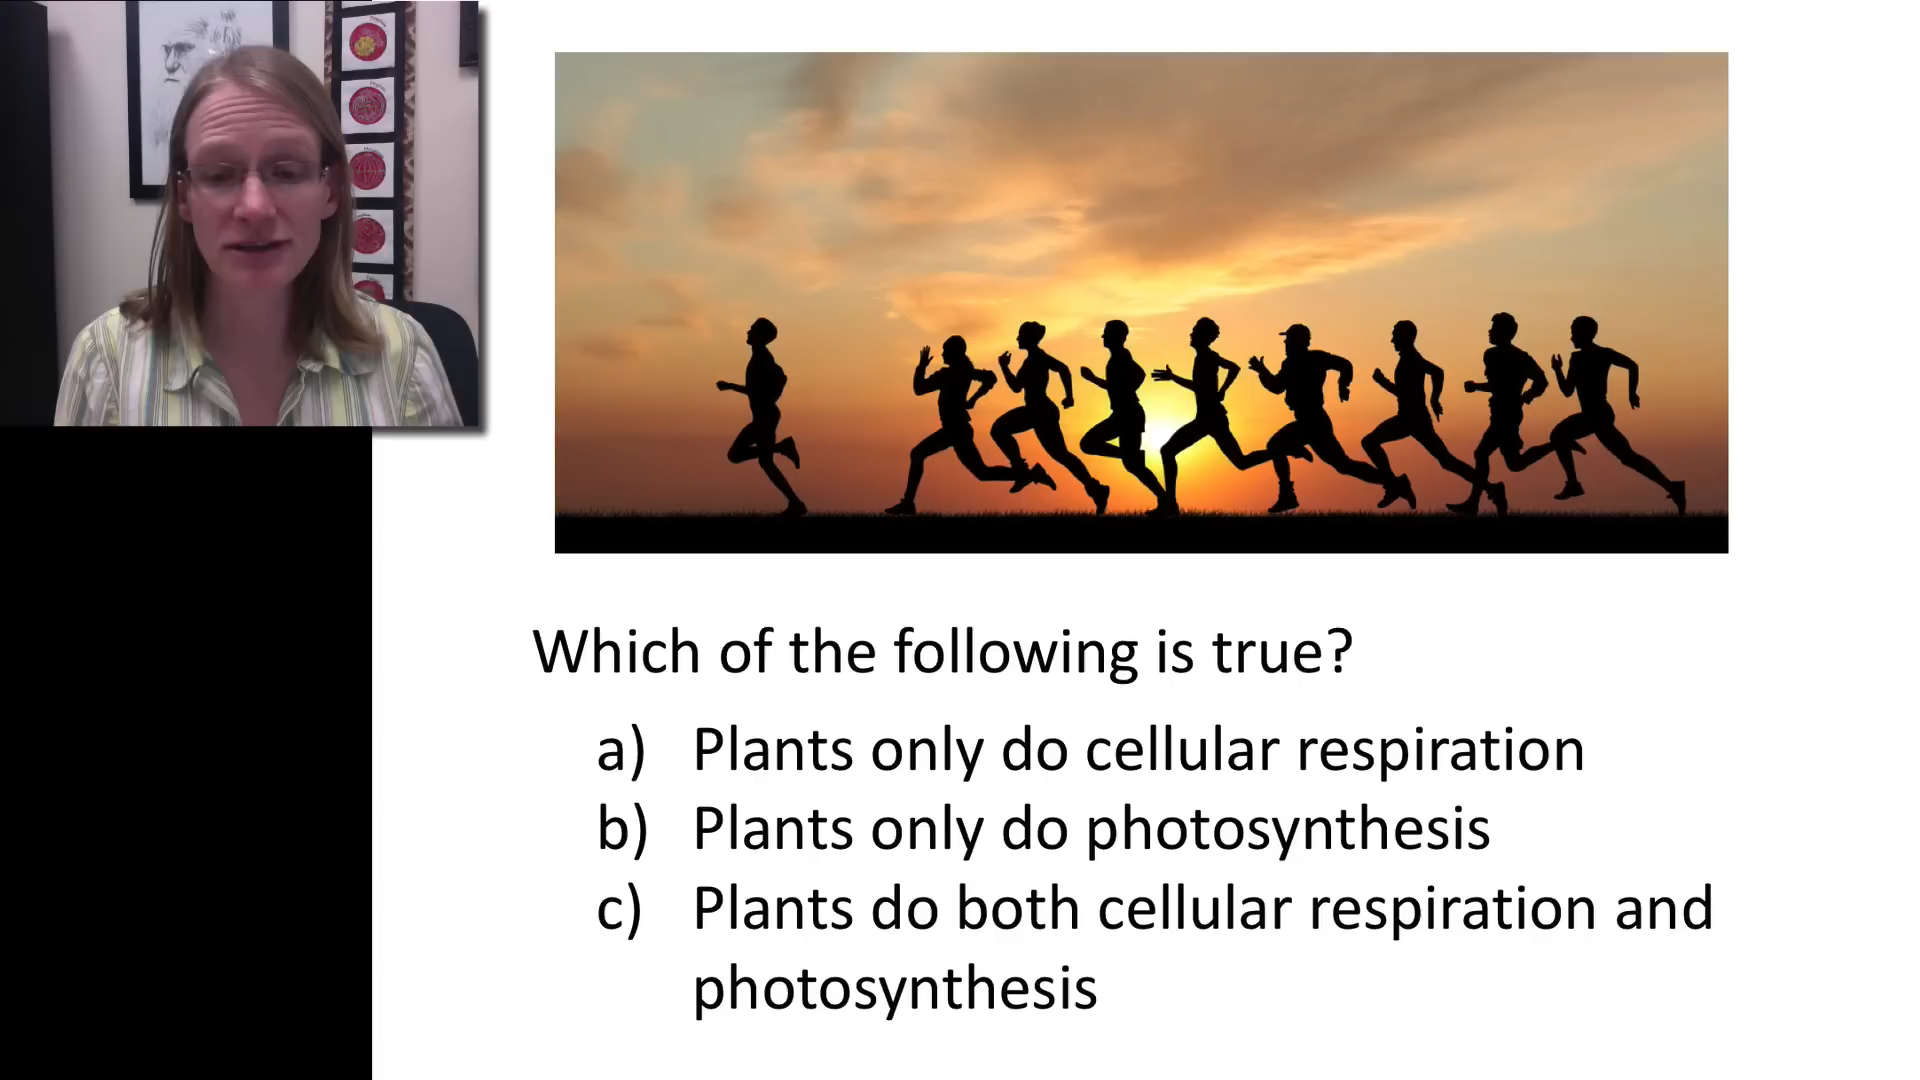 Which of the following is true?
a) Plants only do cellular respiration
b) Plants only do photosynthesis
c) Plants do both cellular respiration and
photosynthesis